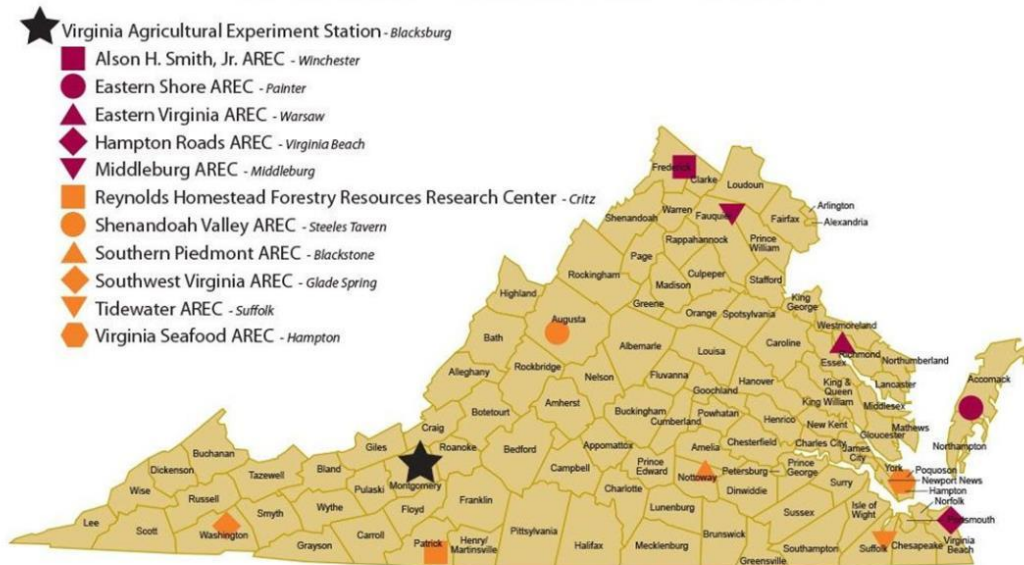 Virginia Agricultural Experiment Station - Blacksburg
Alson H. Smith, Jr. AREC - Winchester
Eastern Shore AREC - Painter
Eastern Virginia AREC - Warsaw
Hampton Roads AREC - Virginia Beach
Middleburg AREC - Middleburg
Reynolds Homestead Forestry Resources Research Center - Critz
Shenandoah Valley AREC - Steeles Tavern
Southern Piedmont AREC - Blackstone
Southwest Virginia AREC - Glade Spring
Tidewater AREC - Suffolk
Virginia Seafood AREC - Hampton
Frederick
Clarke
Loudoun
Arlington
Alexandria
Shenandoah
Warren
Fauquier
Fairfax
Rappahannock
Prince
William
Page
Rockingham
Culpeper
Stafford
Madison
Highland
Greene
King
George
Orange
Spotsylvania
Augusta
Westmoreland
Bath
Albemarle
Louisa
Caroline
Richmond
Essex
Northumberland
Rockbridge
Alleghany
Nelson
Fluvanna
Goochland
Hanover
King &
Queen
King William
Lancaster
Accomack
Amherst
Botetourt
Buckingham
Cumberland
Powhatan
Henrico
New Kent
Middlesex
Mathews
Gloucester
Northampton
Craig
Giles
Roanoke
Bedford
Appomattox
Amelia
Chesterfield
Charles City
James
City
Buchanan
Dickenson
Tazewell
Bland
Montgomery
Pulaski
Campbell
Prince
Edward
Nottoway
Petersburg
Prince
George
York
Poquoson
Newport News
Hampton
Norfolk
Wise
Russell
Smyth
Wythe
Floyd
Franklin
Charlotte
Lunenburg
Dinwiddie
Surry
Sussex
Isle of
Wight
Portsmouth
Lee
Scott
Washington
Grayson
Carroll
Patrick
Henry/
Martinsville
Pittsylvania
Halifax
Mecklenburg
Brunswick
Greensville
Southampton
Suffolk
Chesapeake
Virginia
Beach